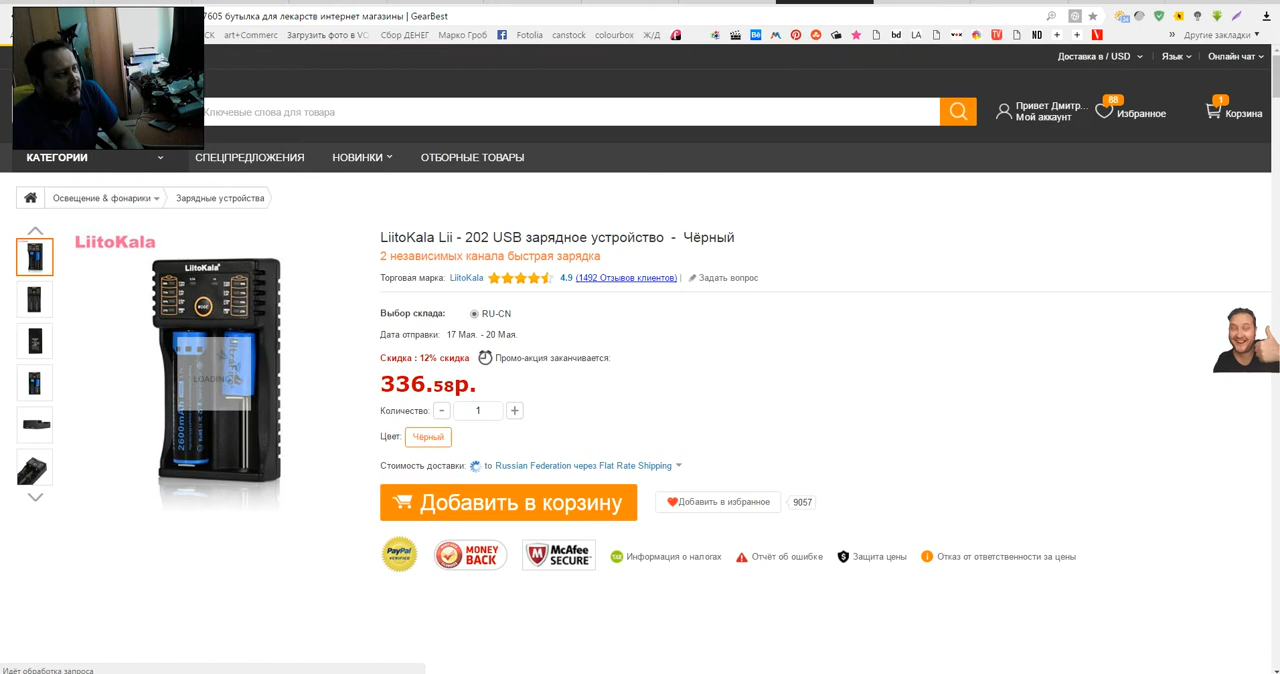 7605 бутылка для лекарств интернет магазины | GearBest
СК art+Commerc Загрузить фото в VC Сбор ДЕНЕГ Марко Гроб Fotolia canstock colourbox Ж/Д bd LA ND Другие закладки
Доставка в / USD | Язык | Онлайн чат
Ключевые слова для товара
Привет Дмитр...
Мой аккаунт
88
Избранное
1
Корзина
КАТЕГОРИИ СПЕЦПРЕДЛОЖЕНИЯ НОВИНКИ ОТБОРНЫЕ ТОВАРЫ
Освещение & фонарики Зарядные устройства
LiitoKala
LiitoKala
2600mAh
LOADING
LiitoKala Lii - 202 USB зарядное устройство - Чёрный
2 независимых канала быстрая зарядка
Торговая марка: LiitoKala 4.9 (1492 Отзывов клиентов) | Задать вопрос
Выбор склада: RU-CN
Дата отправки: 17 Мая. - 20 Мая.
Скидка : 12% скидка Промо-акция заканчивается:
336.58р.
Количество: - 1 +
Цвет: Чёрный
Стоимость доставки: to Russian Federation через Flat Rate Shipping
Добавить в корзину Добавить в избранное 9057
PayPal VERIFIED MONEY BACK McAfee SECURE TAX Информация о налогах Отчёт об ошибке Защита цены Отказ от ответственности за цены
Идёт обработка запроса